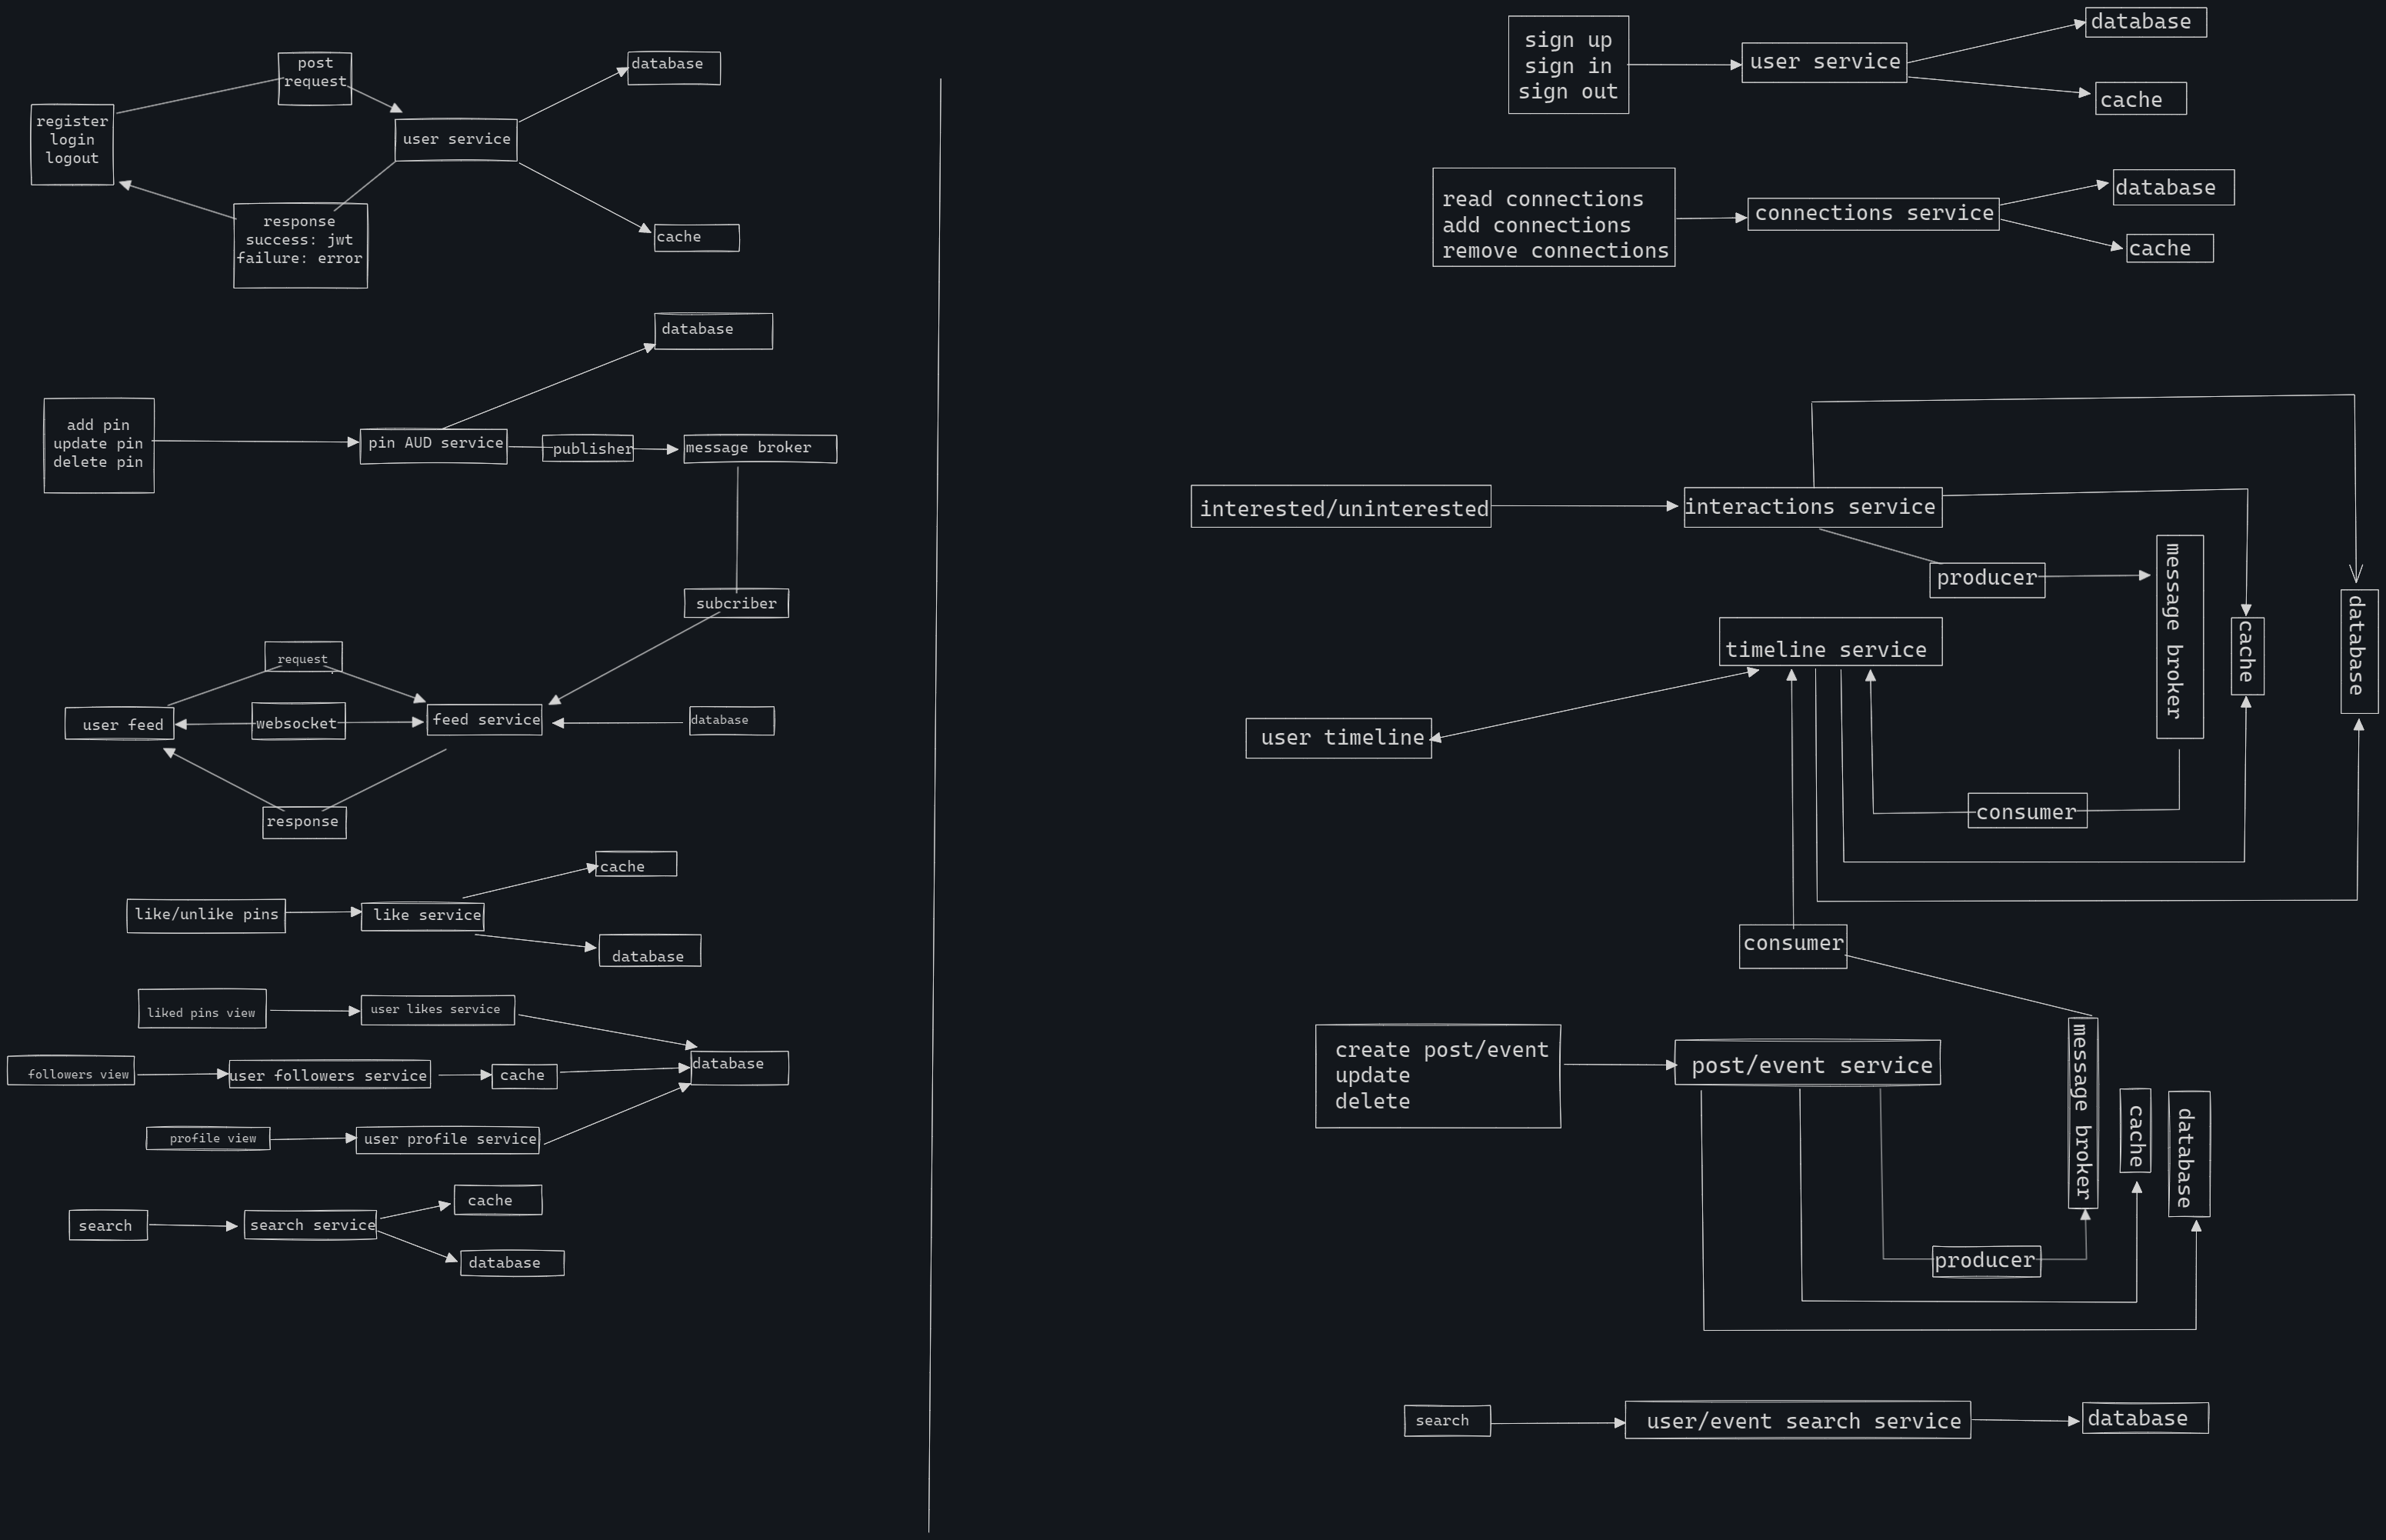 post
request
register
login
logout
user service
database
response
success: jwt
failure: error
cache
database
add pin
update pin
delete pin
pin AUD service
publisher
message broker
subcriber
request
user feed
websocket
feed service
database
response
cache
like/unlike pins
like service
database
liked pins view
user likes service
followers view
user followers service
cache
database
profile view
user profile service
search
search service
cache
database
sign up
sign in
sign out
user service
database
cache
read connections
add connections
remove connections
connections service
database
cache
interested/uninterested
interactions service
producer
message broker
cache
database
timeline service
user timeline
consumer
consumer
create post/event
update
delete
post/event service
message broker
cache
database
producer
search
user/event search service
database